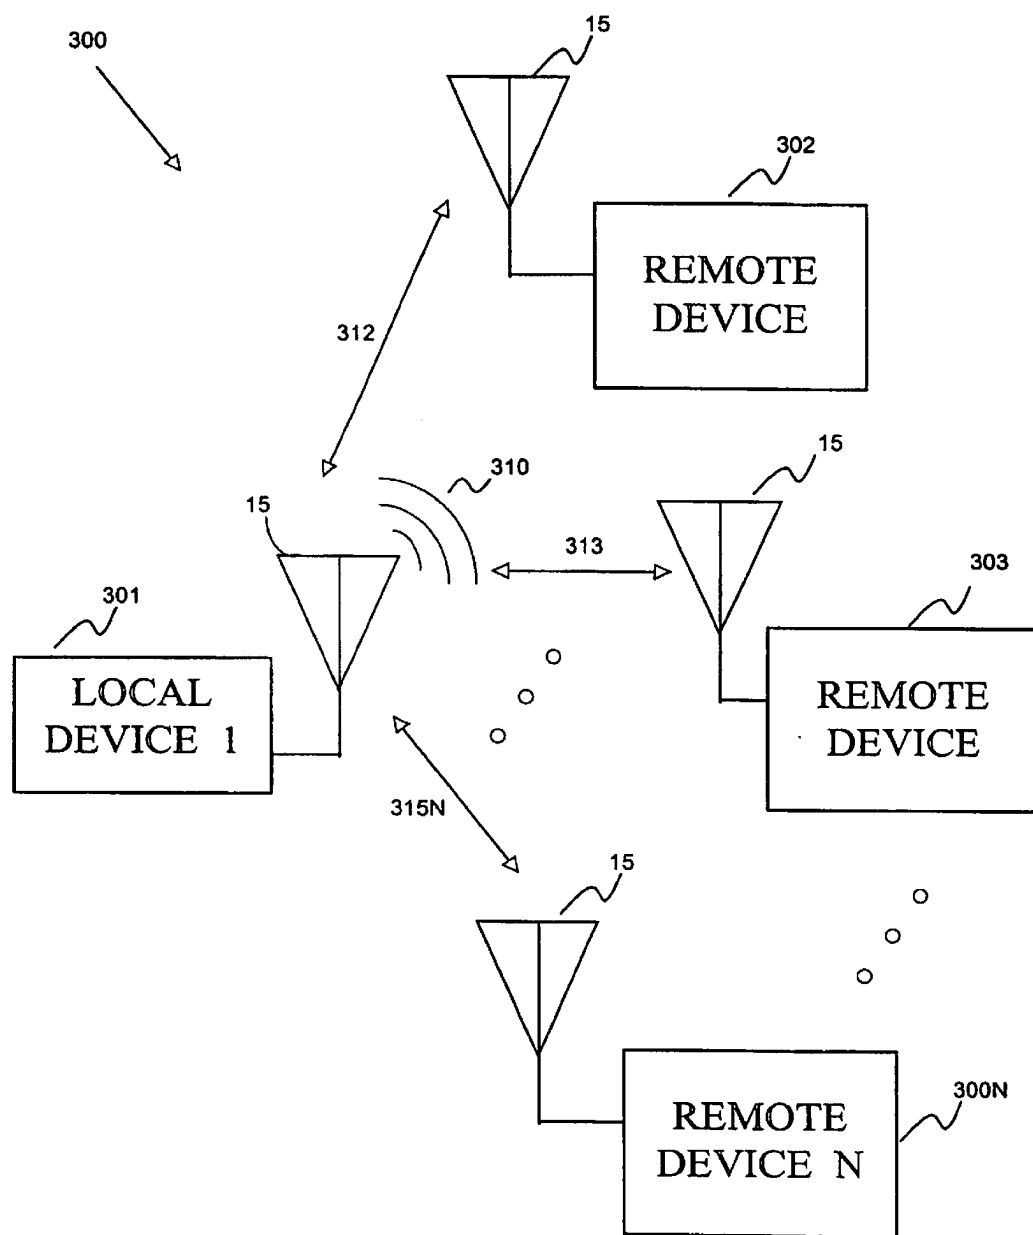 300
15
302
REMOTE
DEVICE
312
310
15
15
313
303
301
LOCAL
DEVICE 1
REMOTE
DEVICE
315N
15
300N
REMOTE
DEVICE N